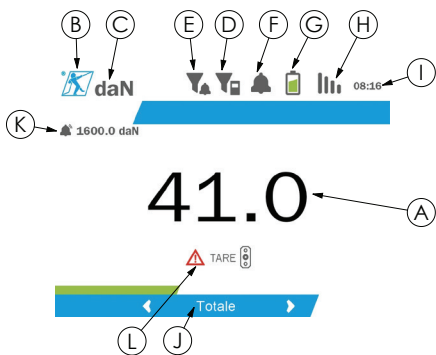 B C E D F G H
daN 08:16 I
K 1600.0 daN
41.0 A
TARE
Totale
L J